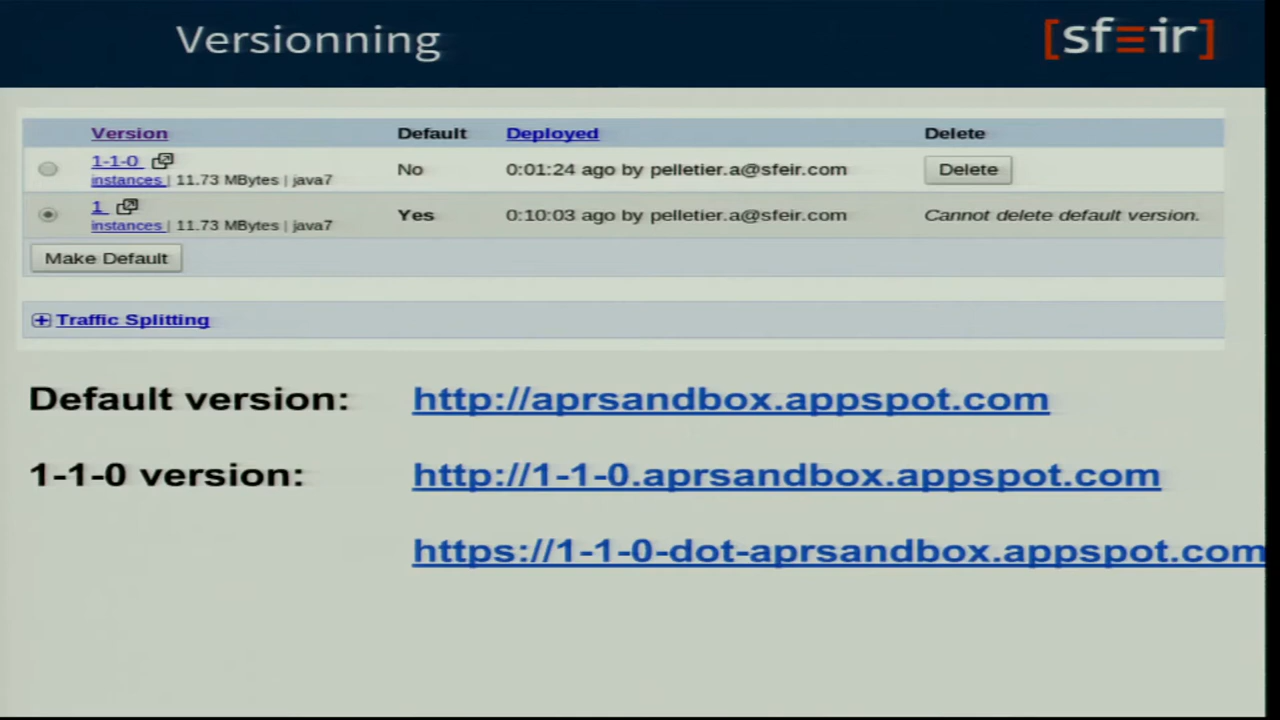 Versionning
[sfeir]
Version Default Deployed Delete
1-1-0 No 0:01:24 ago by pelletier.a@sfeir.com Delete
instances | 11.73 MBytes | java7
1 Yes 0:10:03 ago by pelletier.a@sfeir.com Cannot delete default version.
instances | 11.73 MBytes | java7
Make Default
Traffic Splitting
Default version: http://aprsandbox.appspot.com
1-1-0 version: http://1-1-0.aprsandbox.appspot.com
https://1-1-0-dot-aprsandbox.appspot.com